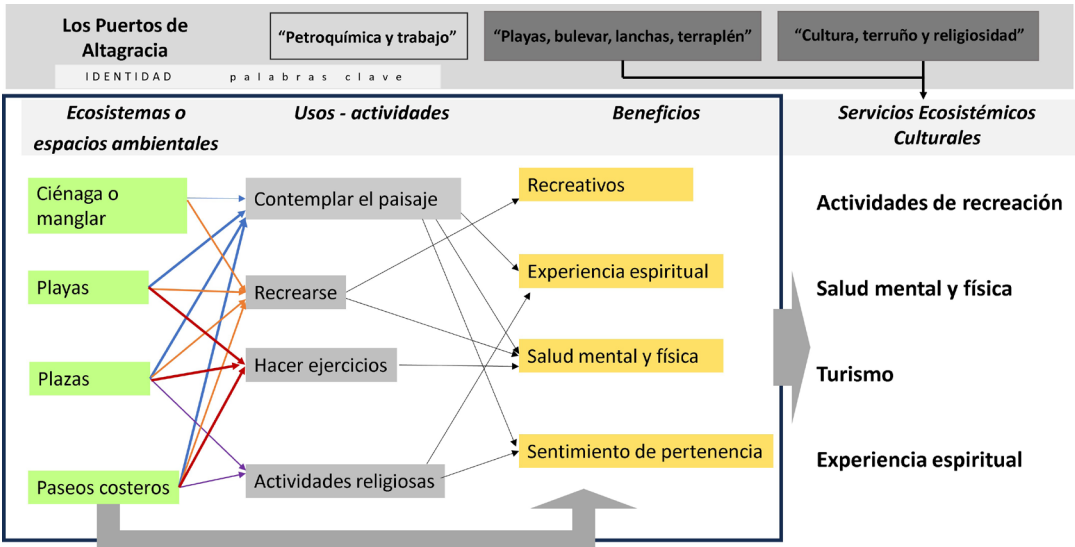 Los Puertos de
Altagracia
IDENTIDAD palabras clave
“Petroquímica y trabajo”
“Playas, bulevar, lanchas, terraplén”
“Cultura, terruño y religiosidad”
Ecosistemas o
espacios ambientales
Usos - actividades
Beneficios
Servicios Ecosistémicos
Culturales
Ciénaga o
manglar
Playas
Plazas
Paseos costeros
Contemplar el paisaje
Recrearse
Hacer ejercicios
Actividades religiosas
Recreativos
Experiencia espiritual
Salud mental y física
Sentimiento de pertenencia
Actividades de recreación
Salud mental y física
Turismo
Experiencia espiritual